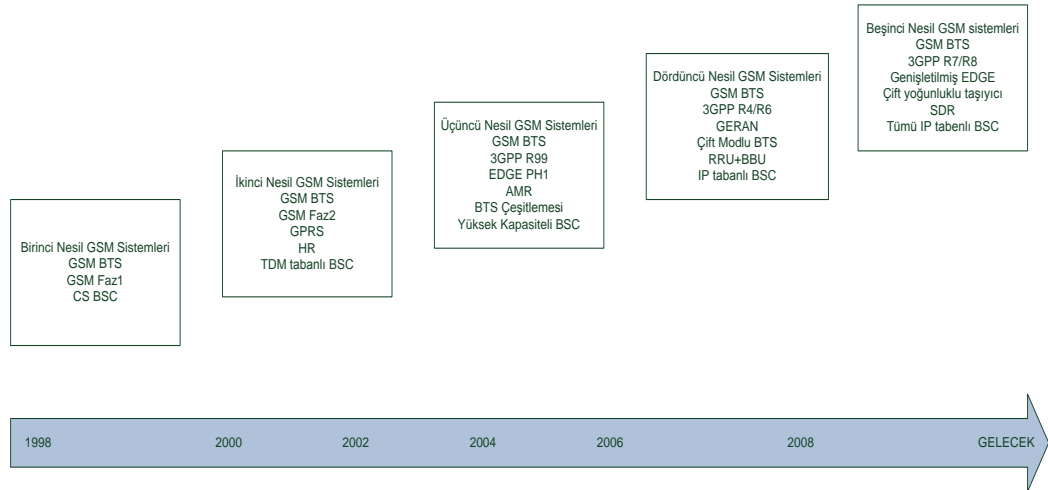 Birinci Nesil GSM Sistemleri
GSM BTS
GSM Faz1
CS BSC
İkinci Nesil GSM Sistemleri
GSM BTS
GSM Faz2
GPRS
HR
TDM tabanlı BSC
Üçüncü Nesil GSM Sistemleri
GSM BTS
3GPP R99
EDGE PH1
AMR
BTS Çeşitlemesi
Yüksek Kapasiteli BSC
Dördüncü Nesil GSM Sistemleri
GSM BTS
3GPP R4/R6
GERAN
Çift Modlu BTS
RRU+BBU
IP tabanlı BSC
Beşinci Nesil GSM sistemleri
GSM BTS
3GPP R7/R8
Genişletilmiş EDGE
Çift yoğunluklu taşıyıcı
SDR
Tümü IP tabenlı BSC
1998 2000 2002 2004 2006 2008 GELECEK